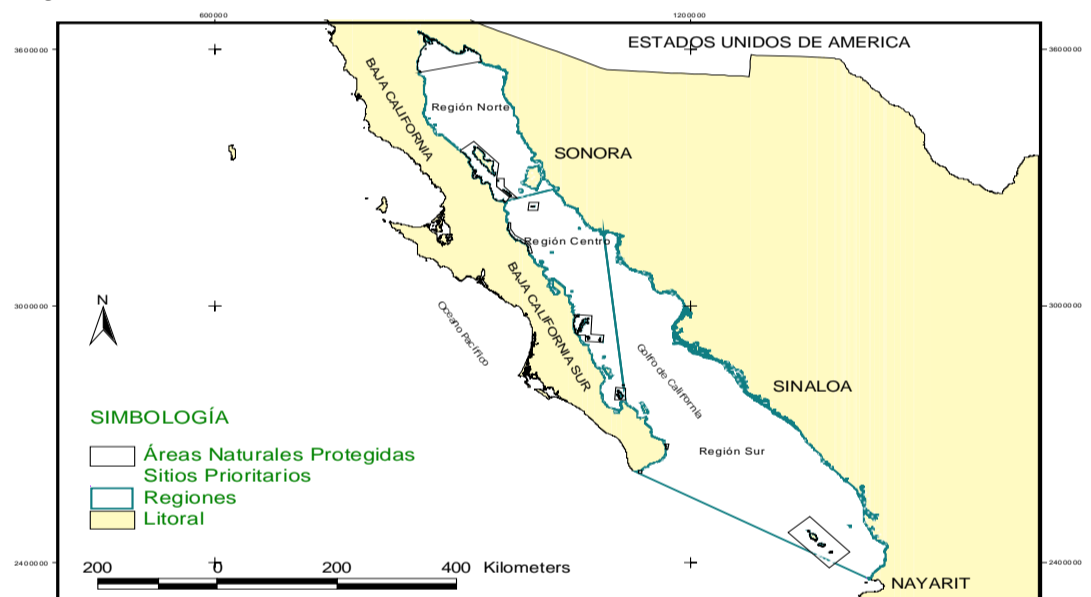 600000
1200000
3600000
3600000
ESTADOS UNIDOS DE AMERICA
BAJA CALIFORNIA
Región Norte
SONORA
Región Centro
BAJA CALIFORNIA SUR
N
3000000
3000000
Oceano Pacífico
Golfo de California
SINALOA
SIMBOLOGÍA
Áreas Naturales Protegidas
Sitios Prioritarios
Regiones
Litoral
Región Sur
2400000
2400000
200
0
200
400
Kilometers
NAYARIT